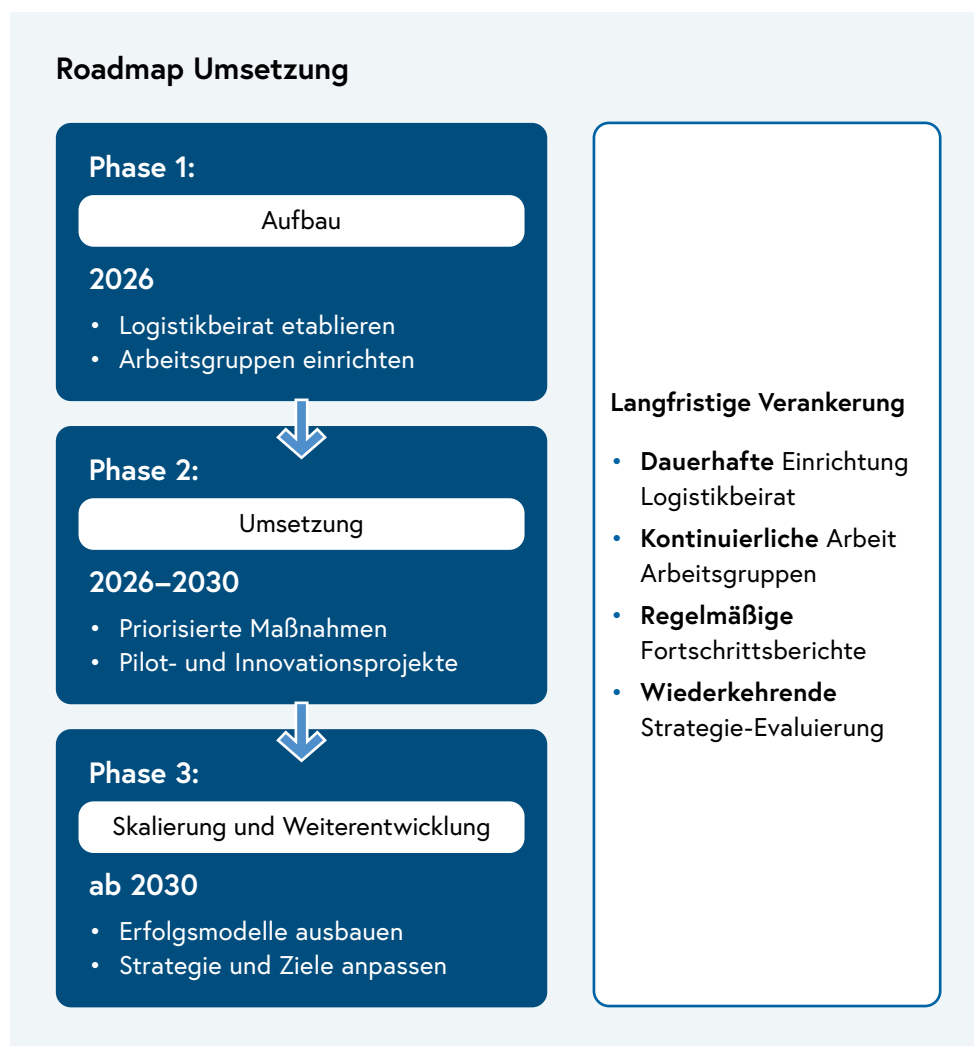 Roadmap Umsetzung
Phase 1:
Aufbau
2026
• Logistikbeirat etablieren
• Arbeitsgruppen einrichten
Phase 2:
Umsetzung
2026–2030
• Priorisierte Maßnahmen
• Pilot- und Innovationsprojekte
Phase 3:
Skalierung und Weiterentwicklung
ab 2030
• Erfolgsmodelle ausbauen
• Strategie und Ziele anpassen
Langfristige Verankerung
• Dauerhafte Einrichtung
Logistikbeirat
• Kontinuierliche Arbeit
Arbeitsgruppen
• Regelmäßige
Fortschrittsberichte
• Wiederkehrende
Strategie-Evaluierung